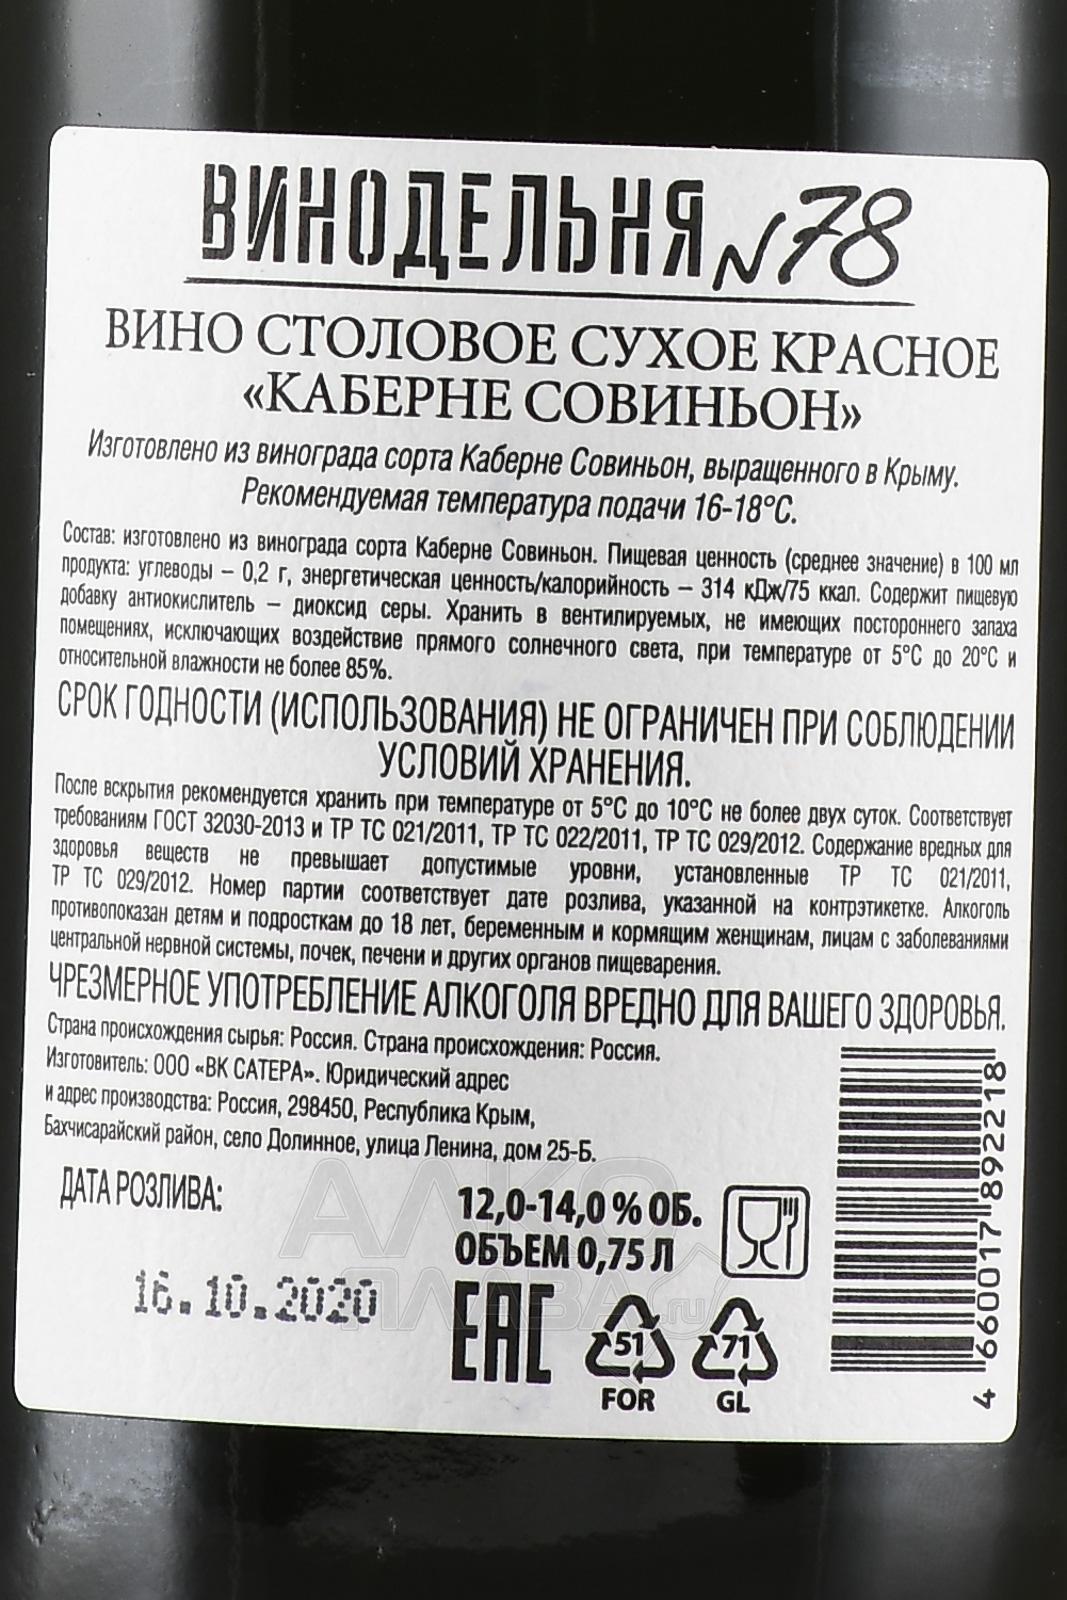 ВИНОДЕЛЬНЯ N78
ВИНО СТОЛОВОЕ СУХОЕ КРАСНОЕ
«КАБЕРНЕ СОВИНЬОН»
Изготовлено из винограда сорта Каберне Совиньон, выращенного в Крыму.
Рекомендуемая температура подачи 16-18°С.
Состав: изготовлено из винограда сорта Каберне Совиньон. Пищевая ценность (среднее значение) в 100 мл
продукта: углеводы – 0,2 г, энергетическая ценность/калорийность – 314 кДж/75 ккал. Содержит пищевую
добавку антиокислитель – диоксид серы. Хранить в вентилируемых, не имеющих постороннего запаха
помещениях, исключающих воздействие прямого солнечного света, при температуре от 5°С до 20°С и
относительной влажности не более 85%.
СРОК ГОДНОСТИ (ИСПОЛЬЗОВАНИЯ) НЕ ОГРАНИЧЕН ПРИ СОБЛЮДЕНИИ
УСЛОВИЙ ХРАНЕНИЯ.
После вскрытия рекомендуется хранить при температуре от 5°С до 10°С не более двух суток. Соответствует
требованиям ГОСТ 32030-2013 и ТР ТС 021/2011, ТР ТС 022/2011, ТР ТС 029/2012. Содержание вредных для
здоровья веществ не превышает допустимые уровни, установленные ТР ТС 021/2011,
ТР ТС 029/2012. Номер партии соответствует дате розлива, указанной на контрэтикетке. Алкоголь
противопоказан детям и подросткам до 18 лет, беременным и кормящим женщинам, лицам с заболеваниями
центральной нервной системы, почек, печени и других органов пищеварения.
ЧРЕЗМЕРНОЕ УПОТРЕБЛЕНИЕ АЛКОГОЛЯ ВРЕДНО ДЛЯ ВАШЕГО ЗДОРОВЬЯ.
Страна происхождения сырья: Россия. Страна происхождения: Россия.
Изготовитель: ООО «ВК САТЕРА». Юридический адрес
и адрес производства: Россия, 298450, Республика Крым,
Бахчисарайский район, село Долинное, улица Ленина, дом 25-Б.
ДАТА РОЗЛИВА:
16.10.2020
12,0-14,0 % ОБ.
ОБЪЕМ 0,75 Л
ЕАС
51
FOR
71
GL
4 660017 892218
АЛКО
ПЛАЗА.ru